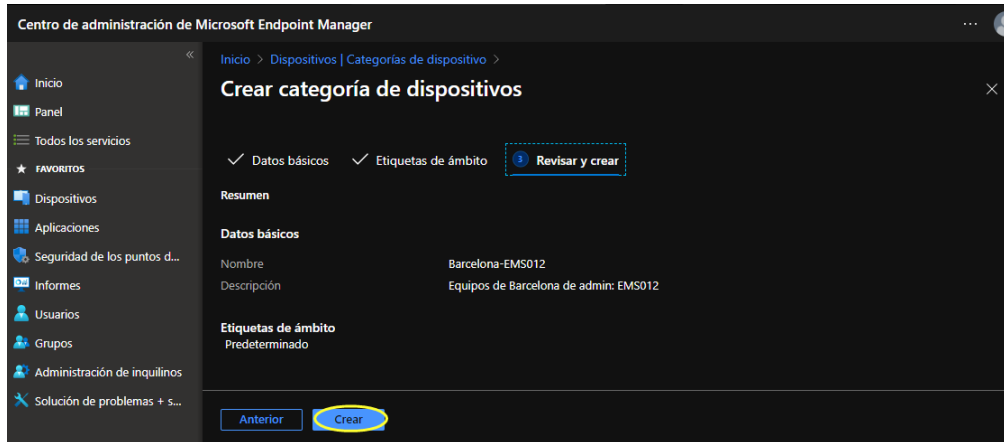 Centro de administración de Microsoft Endpoint Manager
Inicio > Dispositivos | Categorías de dispositivo >
Crear categoría de dispositivos
Inicio
Panel
Todos los servicios
FAVORITOS
Dispositivos
Aplicaciones
Seguridad de los puntos d...
Informes
Usuarios
Grupos
Administración de inquilinos
Solución de problemas + s...
Datos básicos Etiquetas de ámbito 3 Revisar y crear
Resumen
Datos básicos
Nombre Barcelona-EMS012
Descripción Equipos de Barcelona de admin: EMS012
Etiquetas de ámbito
Predeterminado
Anterior Crear